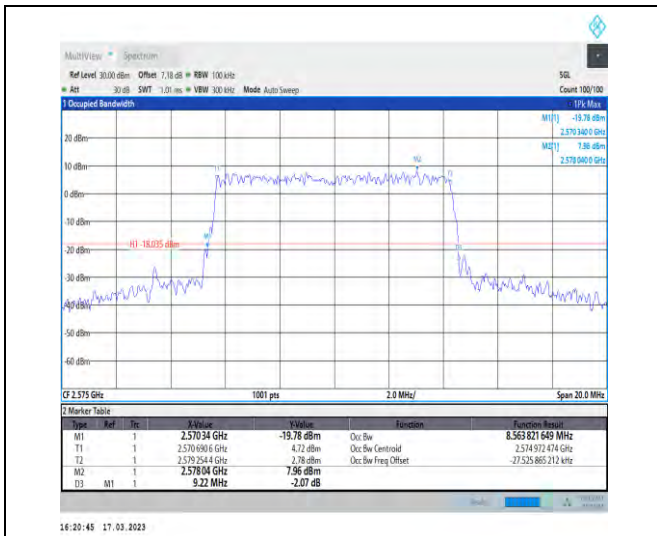 MultiView Spectrum
Ref Level 30.00 dBm Offset 7.18 dB RBW 100 kHz SGL
Att 30 dB SWT 1.01 ms VBW 300 kHz Mode Auto Sweep Count 100/100
1 Occupied Bandwidth 1Pk Max
M1[1] -19.78 dBm
2.570 340 0 GHz
M2[1] 7.96 dBm
2.578 040 0 GHz
20 dBm
10 dBm
T1
M2
T2
0 dBm
-10 dBm
M1
H1 -18.035 dBm
D3
-20 dBm
-30 dBm
-40 dBm
-50 dBm
-60 dBm
CF 2.575 GHz 1001 pts 2.0 MHz/ Span 20.0 MHz
2 Marker Table
Type Ref Trc X-Value Y-Value Function Function Result
M1 1 2.57034 GHz -19.78 dBm Occ Bw 8.563 821 649 MHz
T1 1 2.570 690 6 GHz 4.72 dBm Occ Bw Centroid 2.574 972 474 GHz
T2 1 2.579 254 4 GHz 2.78 dBm Occ Bw Freq Offset -27.525 865 212 kHz
M2 1 2.57804 GHz 7.96 dBm
D3 M1 1 9.22 MHz -2.07 dB
16:20:45 17.03.2023